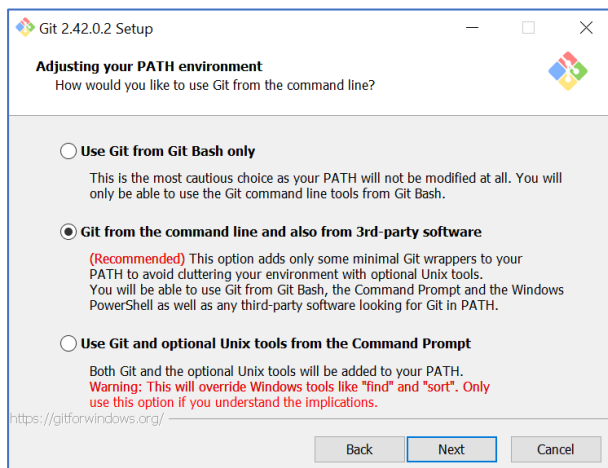 Git 2.42.0.2 Setup
Adjusting your PATH environment
How would you like to use Git from the command line?
Use Git from Git Bash only
This is the most cautious choice as your PATH will not be modified at all. You will
only be able to use the Git command line tools from Git Bash.
Git from the command line and also from 3rd-party software
(Recommended) This option adds only some minimal Git wrappers to your
PATH to avoid cluttering your environment with optional Unix tools.
You will be able to use Git from Git Bash, the Command Prompt and the Windows
PowerShell as well as any third-party software looking for Git in PATH.
Use Git and optional Unix tools from the Command Prompt
Both Git and the optional Unix tools will be added to your PATH.
Warning: This will override Windows tools like "find" and "sort". Only
use this option if you understand the implications.
https://gitforwindows.org/
Back Next Cancel